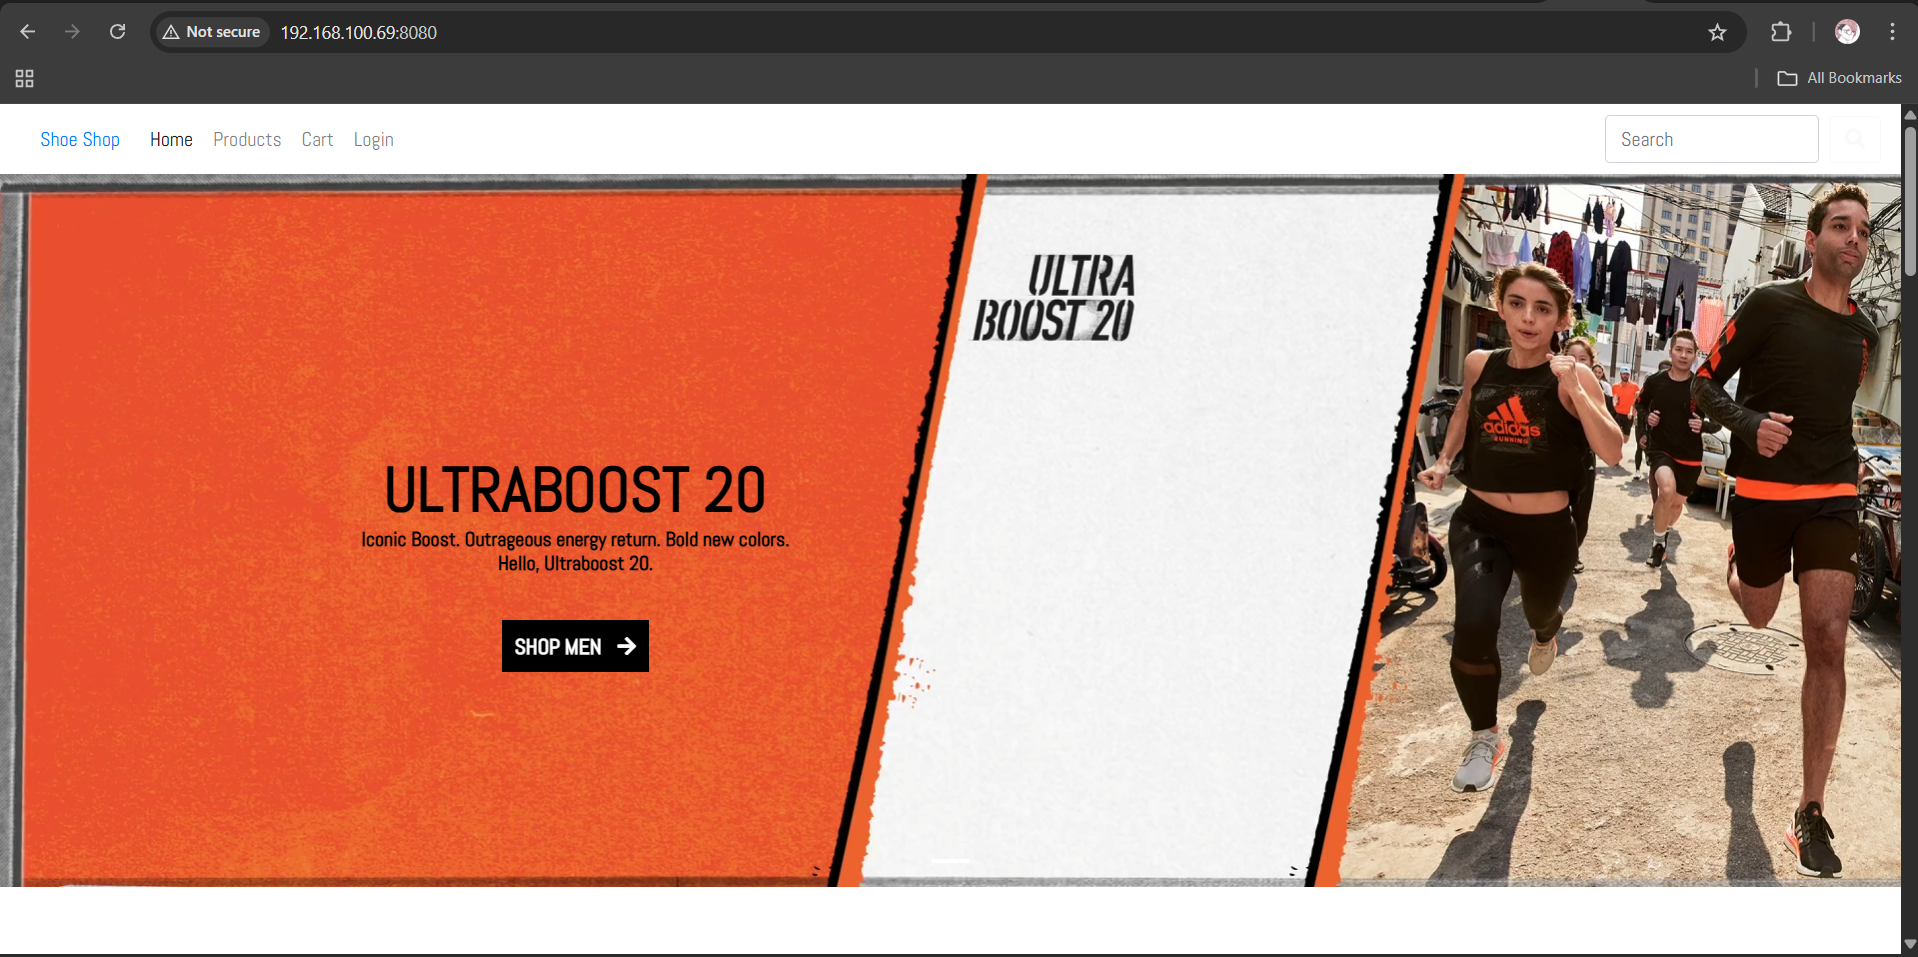 Not secure
192.168.100.69:8080
All Bookmarks
Shoe Shop Home Products Cart Login
Search
ULTRA
BOOST 20
ULTRABOOST 20
Iconic Boost. Outrageous energy return. Bold new colors.
Hello, Ultraboost 20.
SHOP MEN
adidas
RUNNING